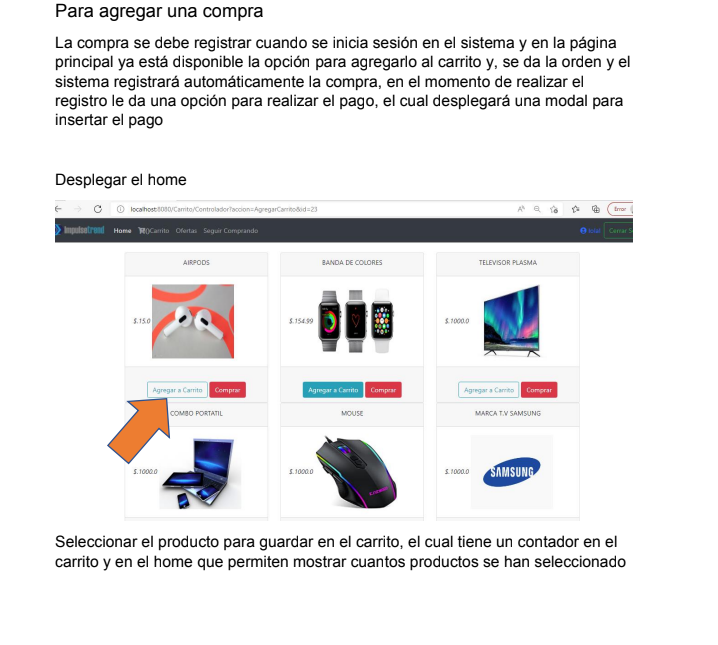 Para agregar una compra
La compra se debe registrar cuando se inicia sesión en el sistema y en la página
principal ya está disponible la opción para agregarlo al carrito y, se da la orden y el
sistema registrará automáticamente la compra, en el momento de realizar el
registro le da una opción para realizar el pago, el cual desplegará una modal para
insertar el pago
Desplegar el home
localhost:8080/Carrito/Controlador?accion=AgregarCarrito&id=23
Error
Impulsetrend Home Carrito Ofertas Seguir Comprando
total Cerrar
AIRPODS BANDA DE COLORES TELEVISOR PLASMA
$.15.0 $.154.99 $.1000.0
Agregar a Carrito Comprar Agregar a Carrito Comprar Agregar a Carrito Comprar
COMBO PORTATIL MOUSE MARCA T.V SAMSUNG
$.1000.0 $.1000.0 $.1000.0 SAMSUNG
Seleccionar el producto para guardar en el carrito, el cual tiene un contador en el
carrito y en el home que permiten mostrar cuantos productos se han seleccionado